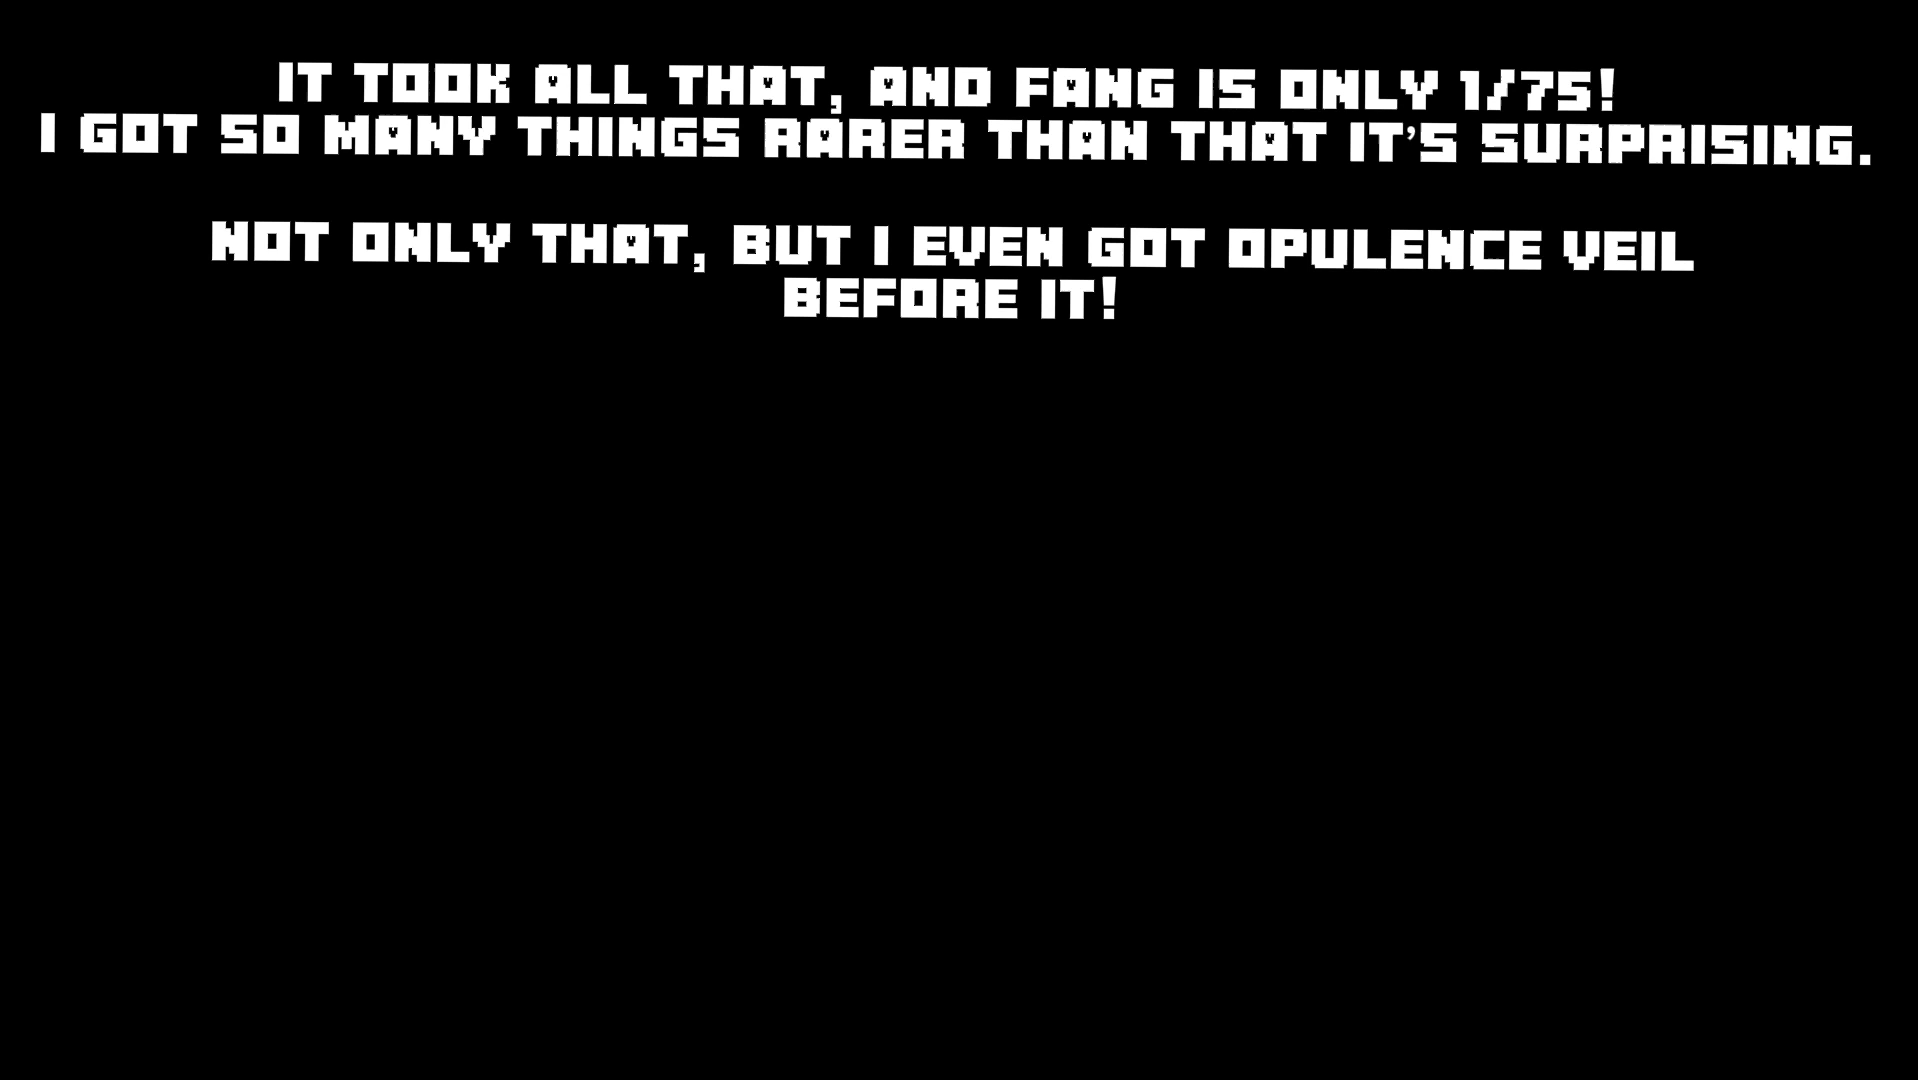 IT TOOK ALL THAT, AND FANG IS ONLY 1/75!
I GOT SO MANY THINGS RARER THAN THAT IT'S SURPRISING.
NOT ONLY THAT, BUT I EVEN GOT OPULENCE VEIL
BEFORE IT!